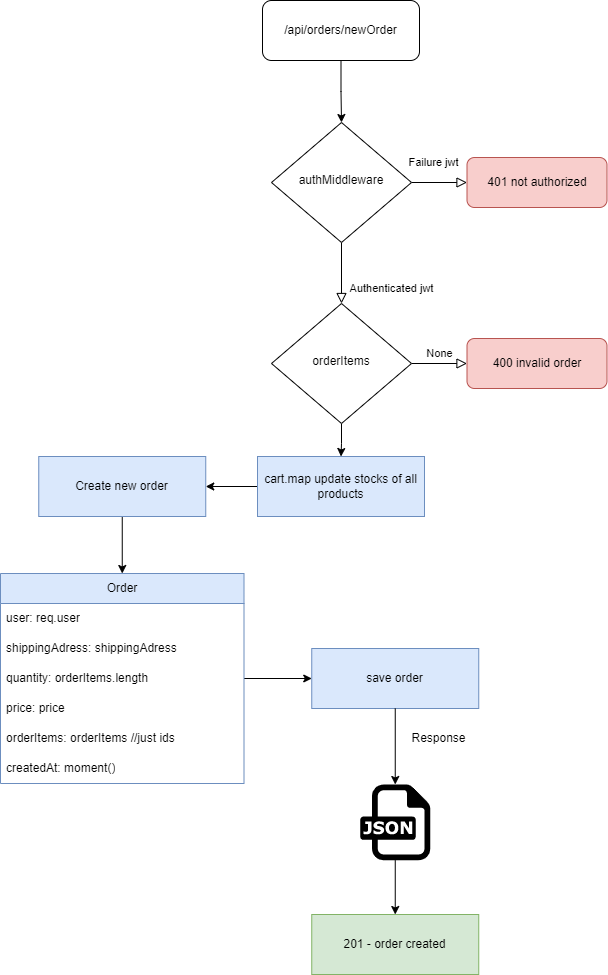 /api/orders/newOrder
authMiddleware
Failure jwt
401 not authorized
Authenticated jwt
orderItems
None
400 invalid order
cart.map update stocks of all
products
Create new order
Order
user: req.user
shippingAdress: shippingAdress
quantity: orderItems.length
price: price
orderItems: orderItems //just ids
createdAt: moment()
save order
Response
JSON
201 - order created